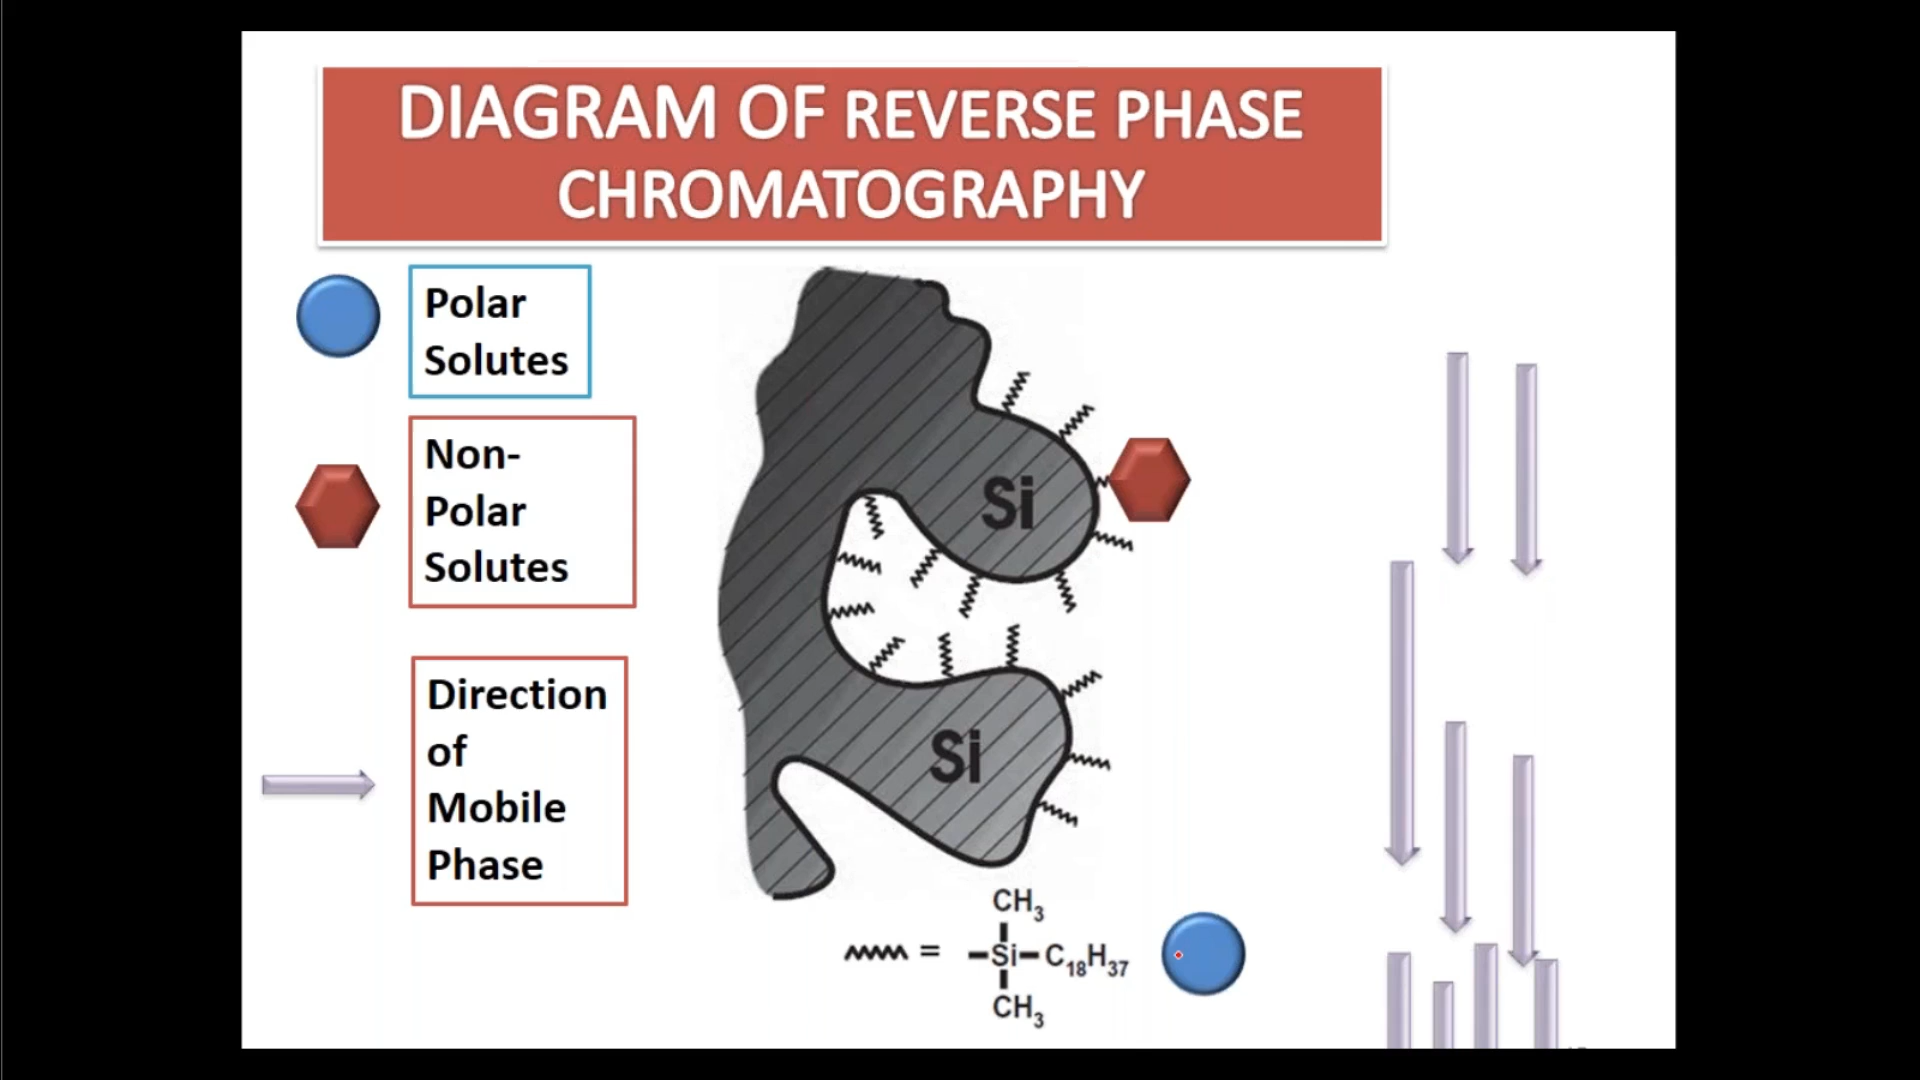 DIAGRAM OF REVERSE PHASE
CHROMATOGRAPHY
Polar
Solutes
Non-
Polar
Solutes
Direction
of
Mobile
Phase
Si
Si
CH3
= -Si-C18H37
CH3